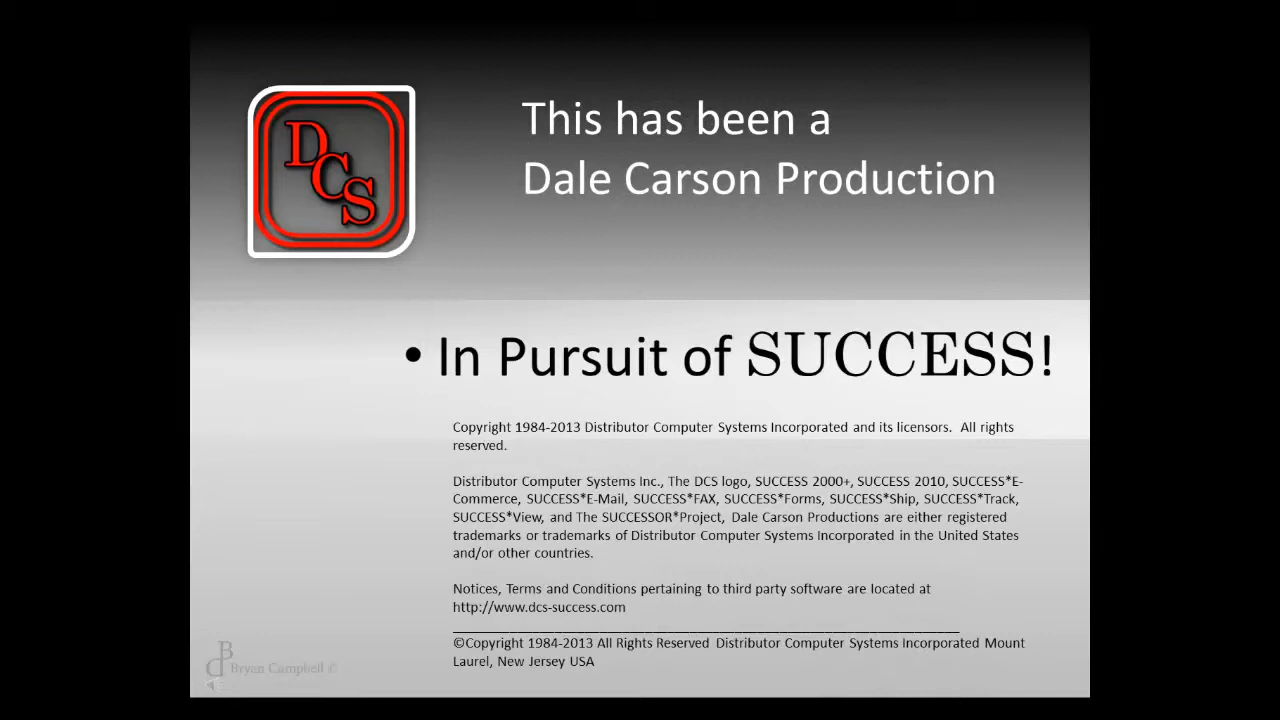 DCS
This has been a
Dale Carson Production
• In Pursuit of SUCCESS!
Copyright 1984-2013 Distributor Computer Systems Incorporated and its licensors.  All rights
reserved.
Distributor Computer Systems Inc., The DCS logo, SUCCESS 2000+, SUCCESS 2010, SUCCESS*E-
Commerce, SUCCESS*E-Mail, SUCCESS*FAX, SUCCESS*Forms, SUCCESS*Ship, SUCCESS*Track,
SUCCESS*View, and The SUCCESSOR*Project, Dale Carson Productions are either registered
trademarks or trademarks of Distributor Computer Systems Incorporated in the United States
and/or other countries.
Notices, Terms and Conditions pertaining to third party software are located at
http://www.dcs-success.com
©Copyright 1984-2013 All Rights Reserved  Distributor Computer Systems Incorporated Mount
Laurel, New Jersey USA
Bryan Campbell ©